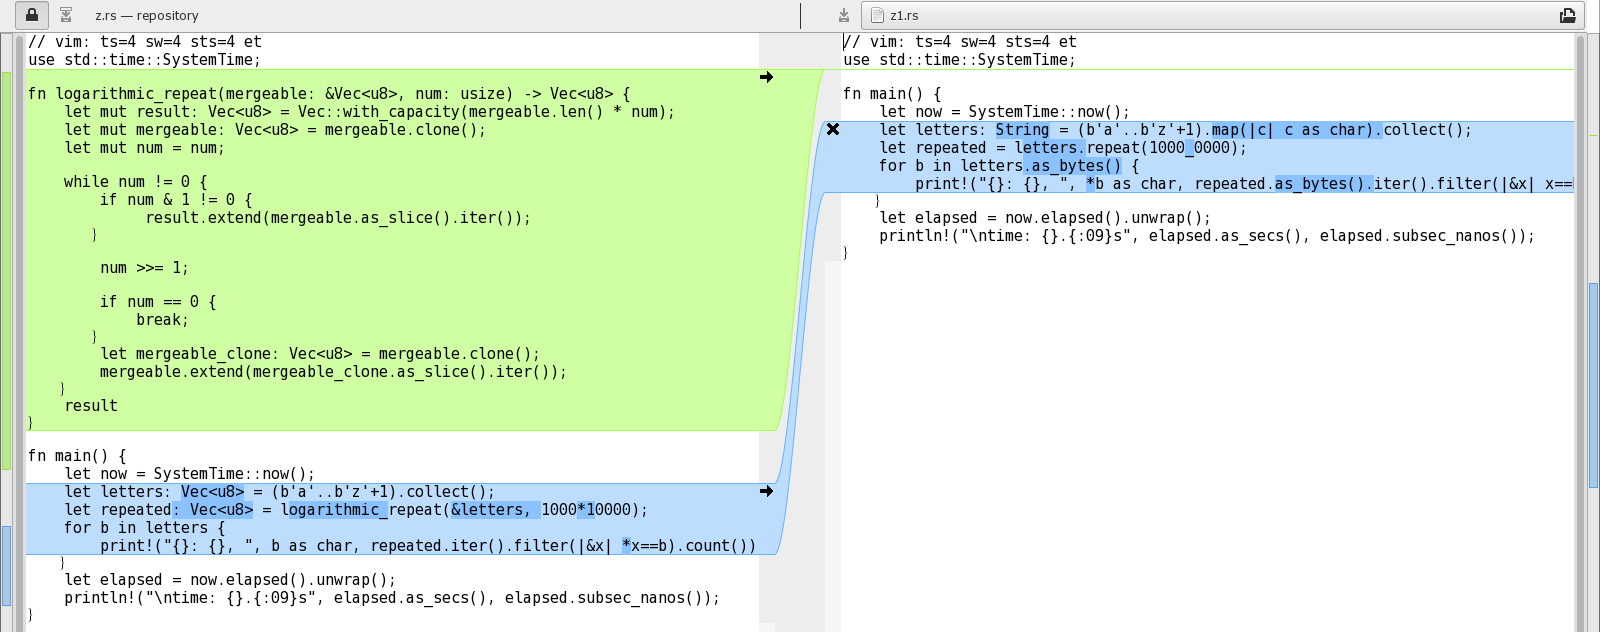 z.rs — repository
// vim: ts=4 sw=4 sts=4 et
use std::time::SystemTime;

fn logarithmic_repeat(mergeable: &Vec<u8>, num: usize) -> Vec<u8> {
    let mut result: Vec<u8> = Vec::with_capacity(mergeable.len() * num);
    let mut mergeable: Vec<u8> = mergeable.clone();
    let mut num = num;

    while num != 0 {
        if num & 1 != 0 {
             result.extend(mergeable.as_slice().iter());
        }

        num >>= 1;

        if num == 0 {
            break;
        }
        let mergeable_clone: Vec<u8> = mergeable.clone();
        mergeable.extend(mergeable_clone.as_slice().iter());
    }
    result
}

fn main() {
    let now = SystemTime::now();
    let letters: Vec<u8> = (b'a'..b'z'+1).collect();
    let repeated: Vec<u8> = logarithmic_repeat(&letters, 1000*10000);
    for b in letters {
        print!("{}: {}, ", b as char, repeated.iter().filter(|&x| *x==b).count())
    }
    let elapsed = now.elapsed().unwrap();
    println!("\ntime: {}.{:09}s", elapsed.as_secs(), elapsed.subsec_nanos());
}
z1.rs
// vim: ts=4 sw=4 sts=4 et
use std::time::SystemTime;

fn main() {
    let now = SystemTime::now();
    let letters: String = (b'a'..b'z'+1).map(|c| c as char).collect();
    let repeated = letters.repeat(1000_0000);
    for b in letters.as_bytes() {
        print!("{}: {}, ", *b as char, repeated.as_bytes().iter().filter(|&x| x==
    }
    let elapsed = now.elapsed().unwrap();
    println!("\ntime: {}.{:09}s", elapsed.as_secs(), elapsed.subsec_nanos());
}